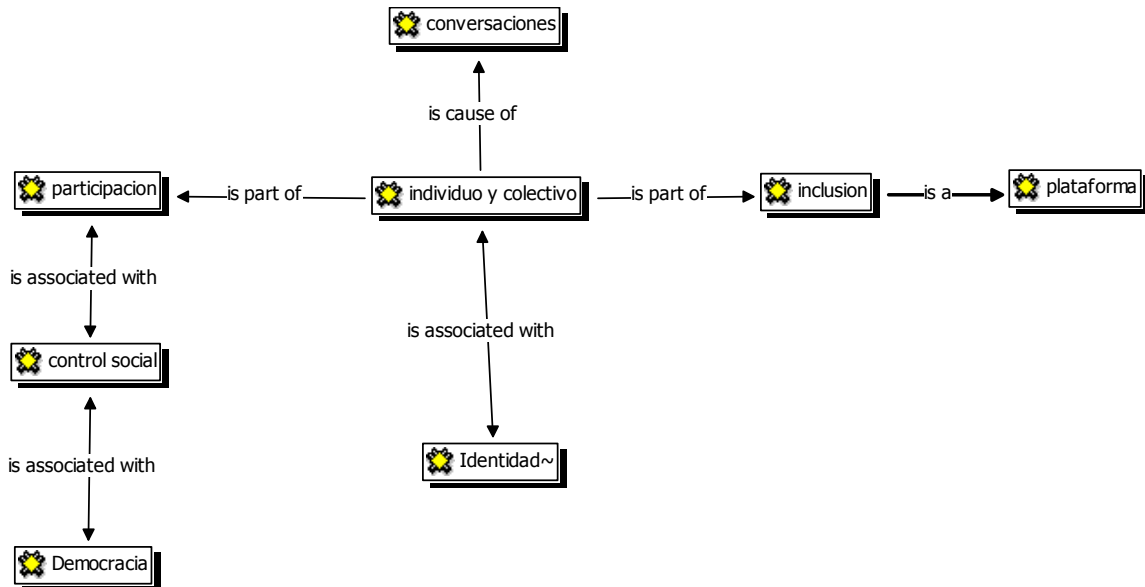 conversaciones
is cause of
participacion
is part of
individuo y colectivo
is part of
inclusion
is a
plataforma
is associated with
is associated with
control social
is associated with
Identidad~
Democracia